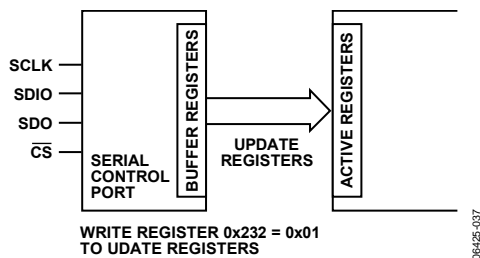 SCLK
SDIO
SDO
CS
SERIAL
CONTROL
PORT
BUFFER REGISTERS
UPDATE
REGISTERS
ACTIVE REGISTERS
WRITE REGISTER 0x232 = 0x01
TO UDATE REGISTERS
06425-037